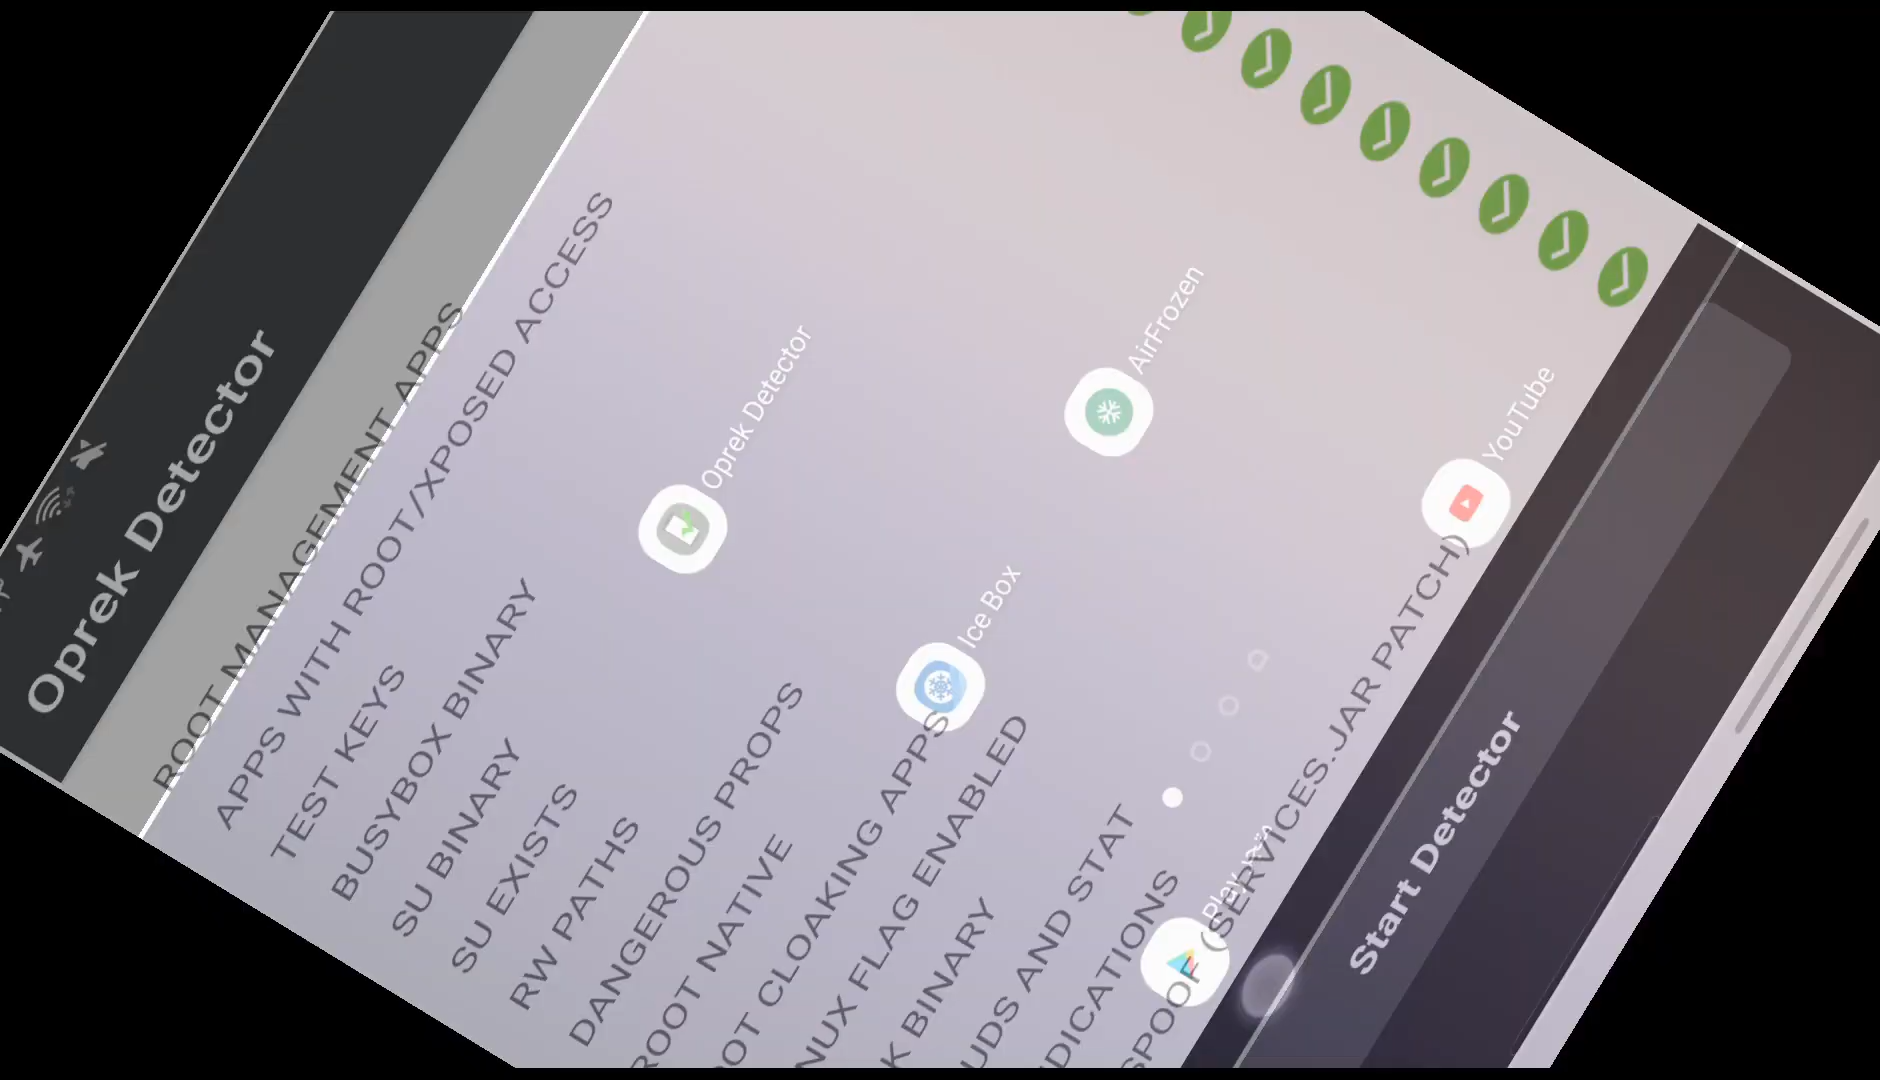 Oprek Detector
ROOT MANAGEMENT APPS
APPS WITH ROOT/XPOSED ACCESS
TEST KEYS
BUSYBOX BINARY
SU BINARY
SU EXISTS
RW PATHS
DANGEROUS PROPS
ROOT NATIVE
OT CLOAKING APPS
NUX FLAG ENABLED
K BINARY
UDS AND STAT
DICATIONS
SPOOF (SERVICES.JAR PATCH)
Oprek Detector
AirFrozen
Ice Box
YouTube
Start Detector